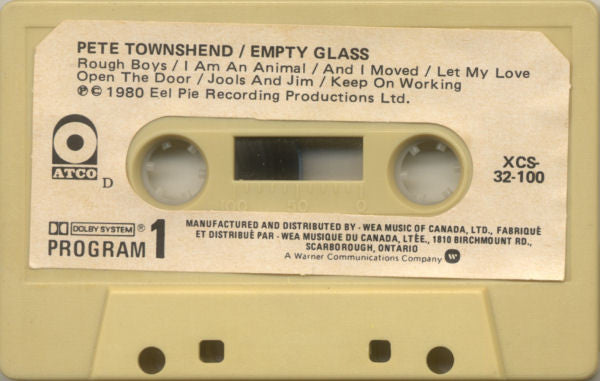 PETE TOWNSHEND / EMPTY GLASS
Rough Boys / I Am An Animal / And I Moved / Let My Love
Open The Door / Jools And Jim / Keep On Working
℗ © 1980 Eel Pie Recording Productions Ltd.
ATCO
D
XCS-
32-100
100 50 0
DOLBY SYSTEM ®
PROGRAM 1
MANUFACTURED AND DISTRIBUTED BY - WEA MUSIC OF CANADA, LTD., FABRIQUÉ
ET DISTRIBUÉ PAR - WEA MUSIQUE DU CANADA, LTÉE., 1810 BIRCHMOUNT RD.,
SCARBOROUGH, ONTARIO
A Warner Communications Company